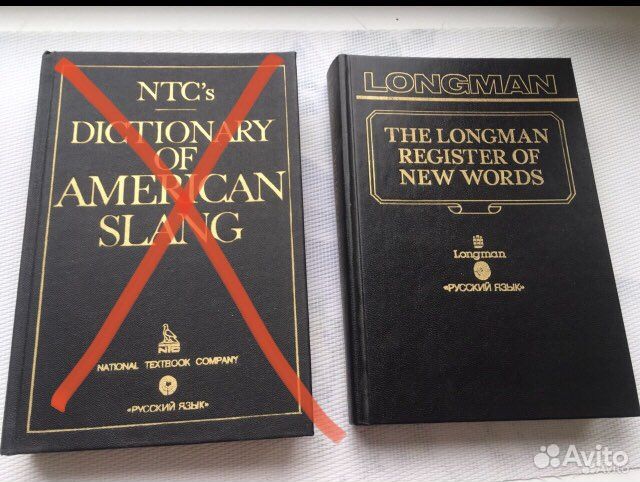 NTC's
DICTIONARY
OF
AMERICAN
SLANG
NTC
NATIONAL TEXTBOOK COMPANY
«РУССКИЙ ЯЗЫК»
LONGMAN
THE LONGMAN
REGISTER OF
NEW WORDS
Longman
«РУССКИЙ ЯЗЫК»
Avito